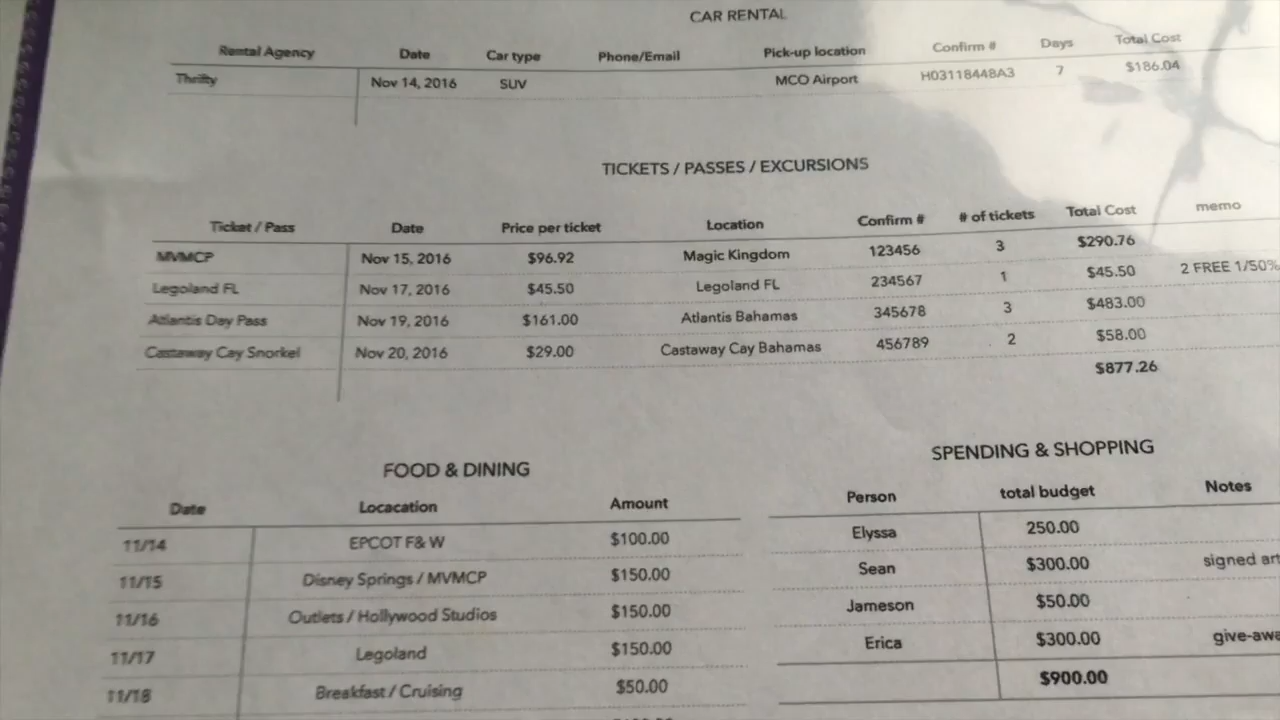 CAR RENTAL
Rental Agency Date Car type Phone/Email Pick-up location Confirm # Days Total Cost
Thrifty Nov 14, 2016 SUV MCO Airport H03118448A3 7 $186.04
TICKETS / PASSES / EXCURSIONS
Ticket / Pass Date Price per ticket Location Confirm # # of tickets Total Cost memo
MVMCP Nov 15, 2016 $96.92 Magic Kingdom 123456 3 $290.76
Legoland FL Nov 17, 2016 $45.50 Legoland FL 234567 1 $45.50 2 FREE 1/50%
Atlantis Day Pass Nov 19, 2016 $161.00 Atlantis Bahamas 345678 3 $483.00
Castaway Cay Snorkel Nov 20, 2016 $29.00 Castaway Cay Bahamas 456789 2 $58.00
$877.26
FOOD & DINING
Date Locacation Amount
11/14 EPCOT F& W $100.00
11/15 Disney Springs / MVMCP $150.00
11/16 Outlets / Hollywood Studios $150.00
11/17 Legoland $150.00
11/18 Breakfast / Cruising $50.00
SPENDING & SHOPPING
Person total budget Notes
Elyssa 250.00
Sean $300.00 signed art
Jameson $50.00
Erica $300.00 give-awa
$900.00